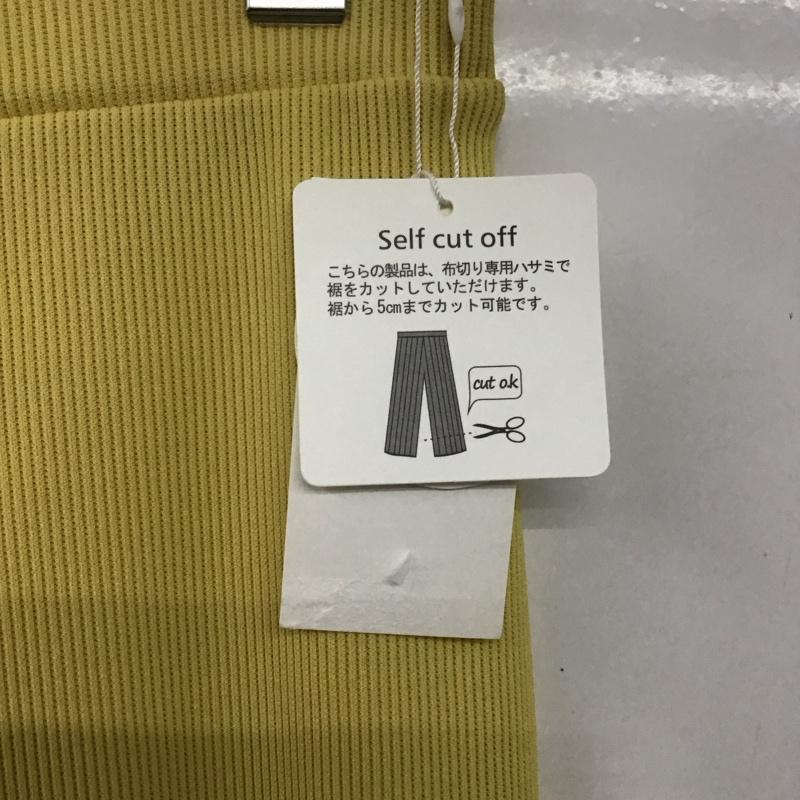 Self cut off
こちらの製品は、布切り専用ハサミで
裾をカットしていただけます。
裾から5cmまでカット可能です。
cut o.k